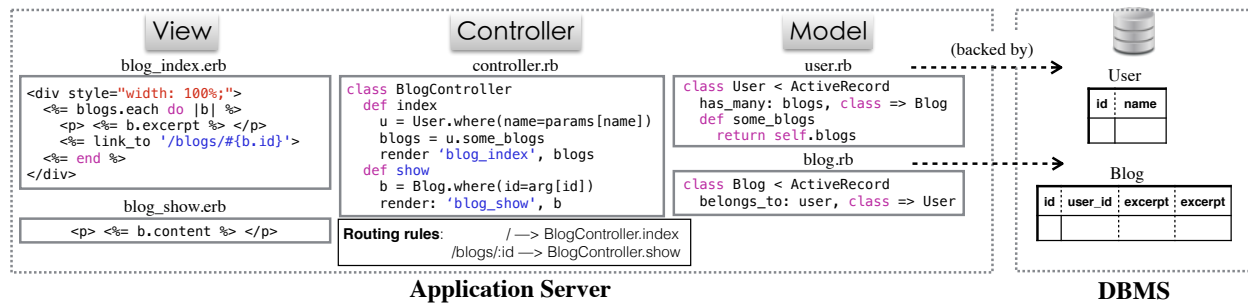 View
blog_index.erb
<div style="width: 100%;">
<%= blogs.each do |b| %>
<p> <%= b.excerpt %> </p>
<%= link_to '/blogs/#{b.id}'>
<%= end %>
</div>
blog_show.erb
<p> <%= b.content %> </p>
Controller
controller.rb
class BlogController
def index
u = User.where(name=params[name])
blogs = u.some_blogs
render ‘blog_index', blogs
def show
b = Blog.where(id=arg[id])
render: ‘blog_show', b
Routing rules: / —> BlogController.index
/blogs/:id —> BlogController.show
Model
user.rb
class User < ActiveRecord
has_many: blogs, class => Blog
def some_blogs
return self.blogs
blog.rb
class Blog < ActiveRecord
belongs_to: user, class => User
Application Server
(backed by)
User
id name
Blog
id user_id excerpt excerpt
DBMS